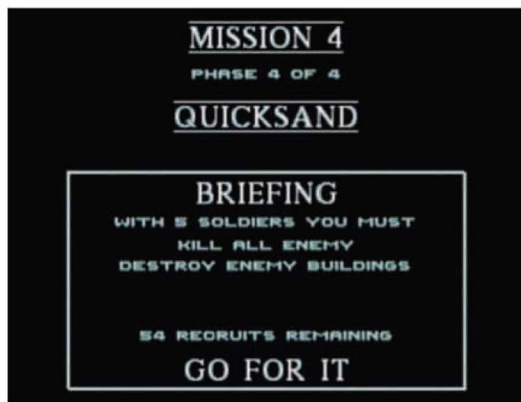 MISSION 4
PHASE 4 OF 4
QUICKSAND
BRIEFING
WITH 5 SOLDIERS YOU MUST
KILL ALL ENEMY
DESTROY ENEMY BUILDINGS
54 RECRUITS REMAINING
GO FOR IT